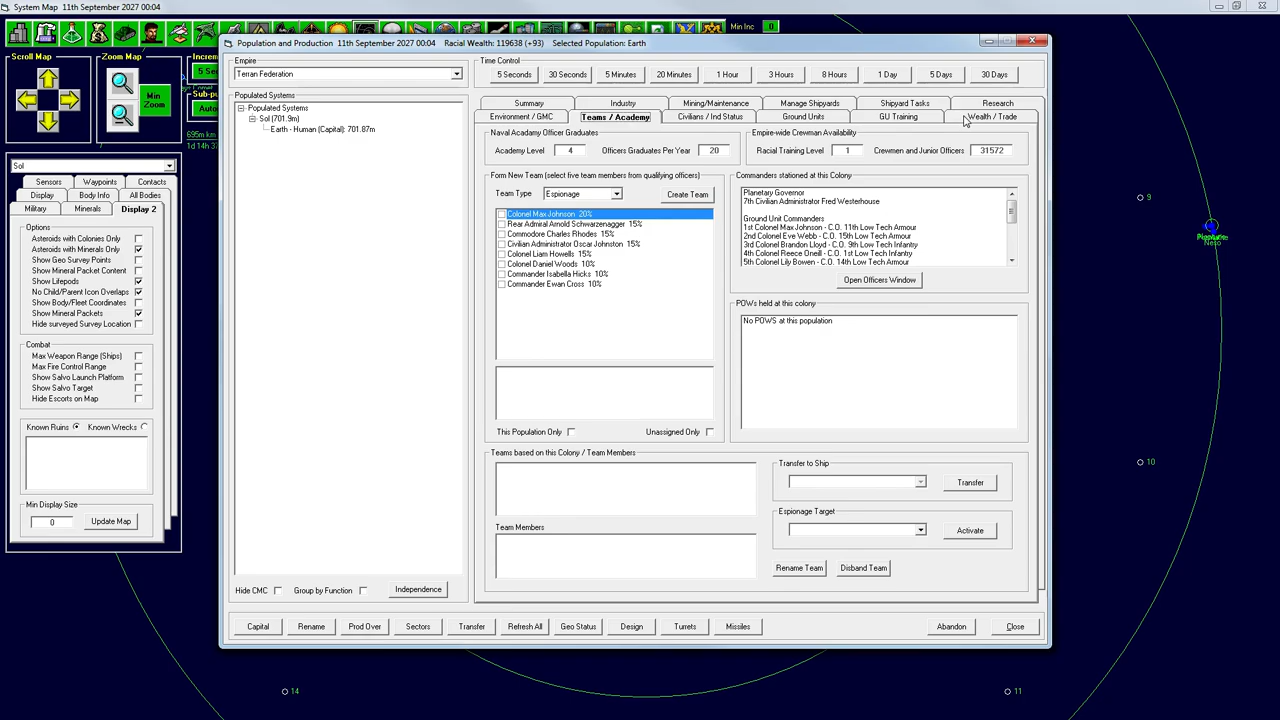 System Map 11th September 2027 00:04
Min Inc 0
Scroll Map
Zoom Map
Min
Zoom
Sol
Sensors Waypoints Contacts
Display Body Info All Bodies
Military Minerals Display 2
Options
Asteroids with Colonies Only
Asteroids with Minerals Only
Show Geo Survey Points
Show Mineral Packet Content
Show Lifepods
No Child/Parent Icon Overlaps
Show Body/Fleet Coordinates
Show Mineral Packets
Hide surveyed Survey Location
Combat
Max Weapon Range (Ships)
Max Fire Control Range
Show Salvo Launch Platform
Show Salvo Target
Hide Escorts on Map
Known Ruins Known Wrecks
Min Display Size
0 Update Map
Population and Production 11th September 2027 00:04 Racial Wealth: 119638 (+93) Selected Population: Earth
Empire
Terran Federation
Populated Systems
Populated Systems
Sol (701.9m)
Earth - Human (Capital): 701.87m
Hide CMC Group by Function Independence
Time Control
5 Seconds 30 Seconds 5 Minutes 20 Minutes 1 Hour 3 Hours 8 Hours 1 Day 5 Days 30 Days
Summary Industry Mining/Maintenance Manage Shipyards Shipyard Tasks Research
Environment / GMC Teams / Academy Civilians / Ind Status Ground Units GU Training Wealth / Trade
Naval Acadamy Officer Graduates
Academy Level 4 Officers Graduates Per Year 20
Empire-wide Crewman Availability
Racial Training Level 1 Crewmen and Junior Officers 31572
Form New Team (select five team members from qualifying officers)
Team Type Espionage Create Team
Colonel Max Johnson 20%
Rear Admiral Arnold Schwarzenagger 15%
Commodore Charles Rhodes 15%
Civilian Administrator Oscar Johnston 15%
Colonel Liam Howells 15%
Colonel Daniel Woods 10%
Commander Isabella Hicks 10%
Commander Ewan Cross 10%
This Population Only Unassigned Only
Commanders stationed at this Colony
Planetary Governor
7th Civilian Administrator Fred Westerhouse
Ground Unit Commanders
1st Colonel Max Johnson - C.O. 11th Low Tech Armour
2nd Colonel Eve Webb - C.O. 15th Low Tech Armour
3rd Colonel Brandon Lloyd - C.O. 9th Low Tech Infantry
4th Colonel Reece Oneill - C.O. 1st Low Tech Infantry
5th Colonel Lily Bowen - C.O. 14th Low Tech Armour
Open Officers Window
POWs held at this colony
No POWS at this population
Teams based on this Colony / Team Members
Team Members
Transfer to Ship
Transfer
Espionage Target
Activate
Rename Team Disband Team
Capital Rename Prod Over Sectors Transfer Refresh All Geo Status Design Turrets Missiles Abandon Close
9
10
11
14